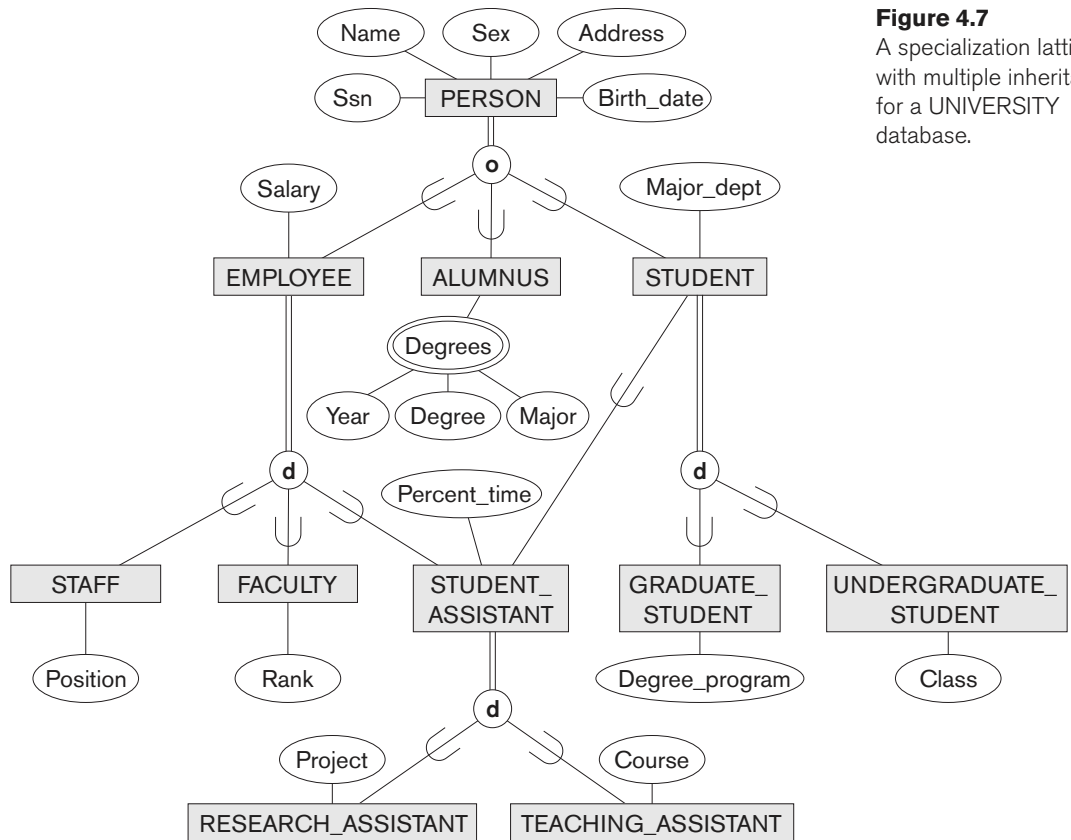 Figure 4.7
A specialization latti
with multiple inherita
for a UNIVERSITY
database.
Name
Sex
Address
Ssn
PERSON
Birth_date
o
Salary
Major_dept
EMPLOYEE
ALUMNUS
STUDENT
Degrees
Year
Degree
Major
d
d
Percent_time
STAFF
FACULTY
STUDENT_
ASSISTANT
GRADUATE_
STUDENT
UNDERGRADUATE_
STUDENT
Position
Rank
Degree_program
Class
d
Project
Course
RESEARCH_ASSISTANT
TEACHING_ASSISTANT